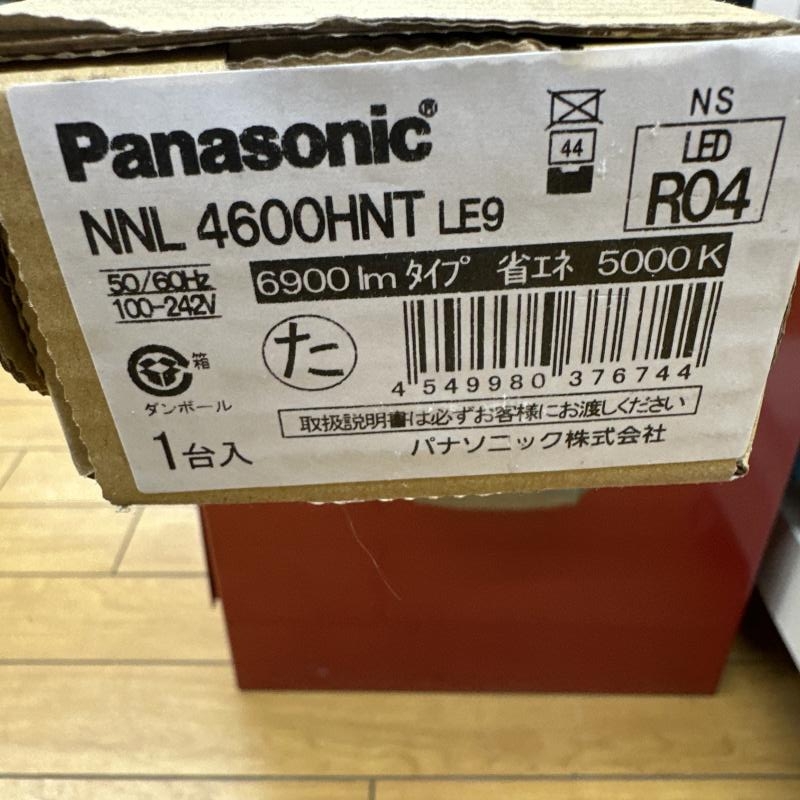 Panasonic®
NS
44
LED
R04
NNL 4600HNT LE9
50/60Hz
100-242V
6900 lm タイプ 省エネ 5000K
た
箱
ダンボール
4 549980 376744
取扱説明書は必ずお客様にお渡しください
1台入
パナソニック株式会社